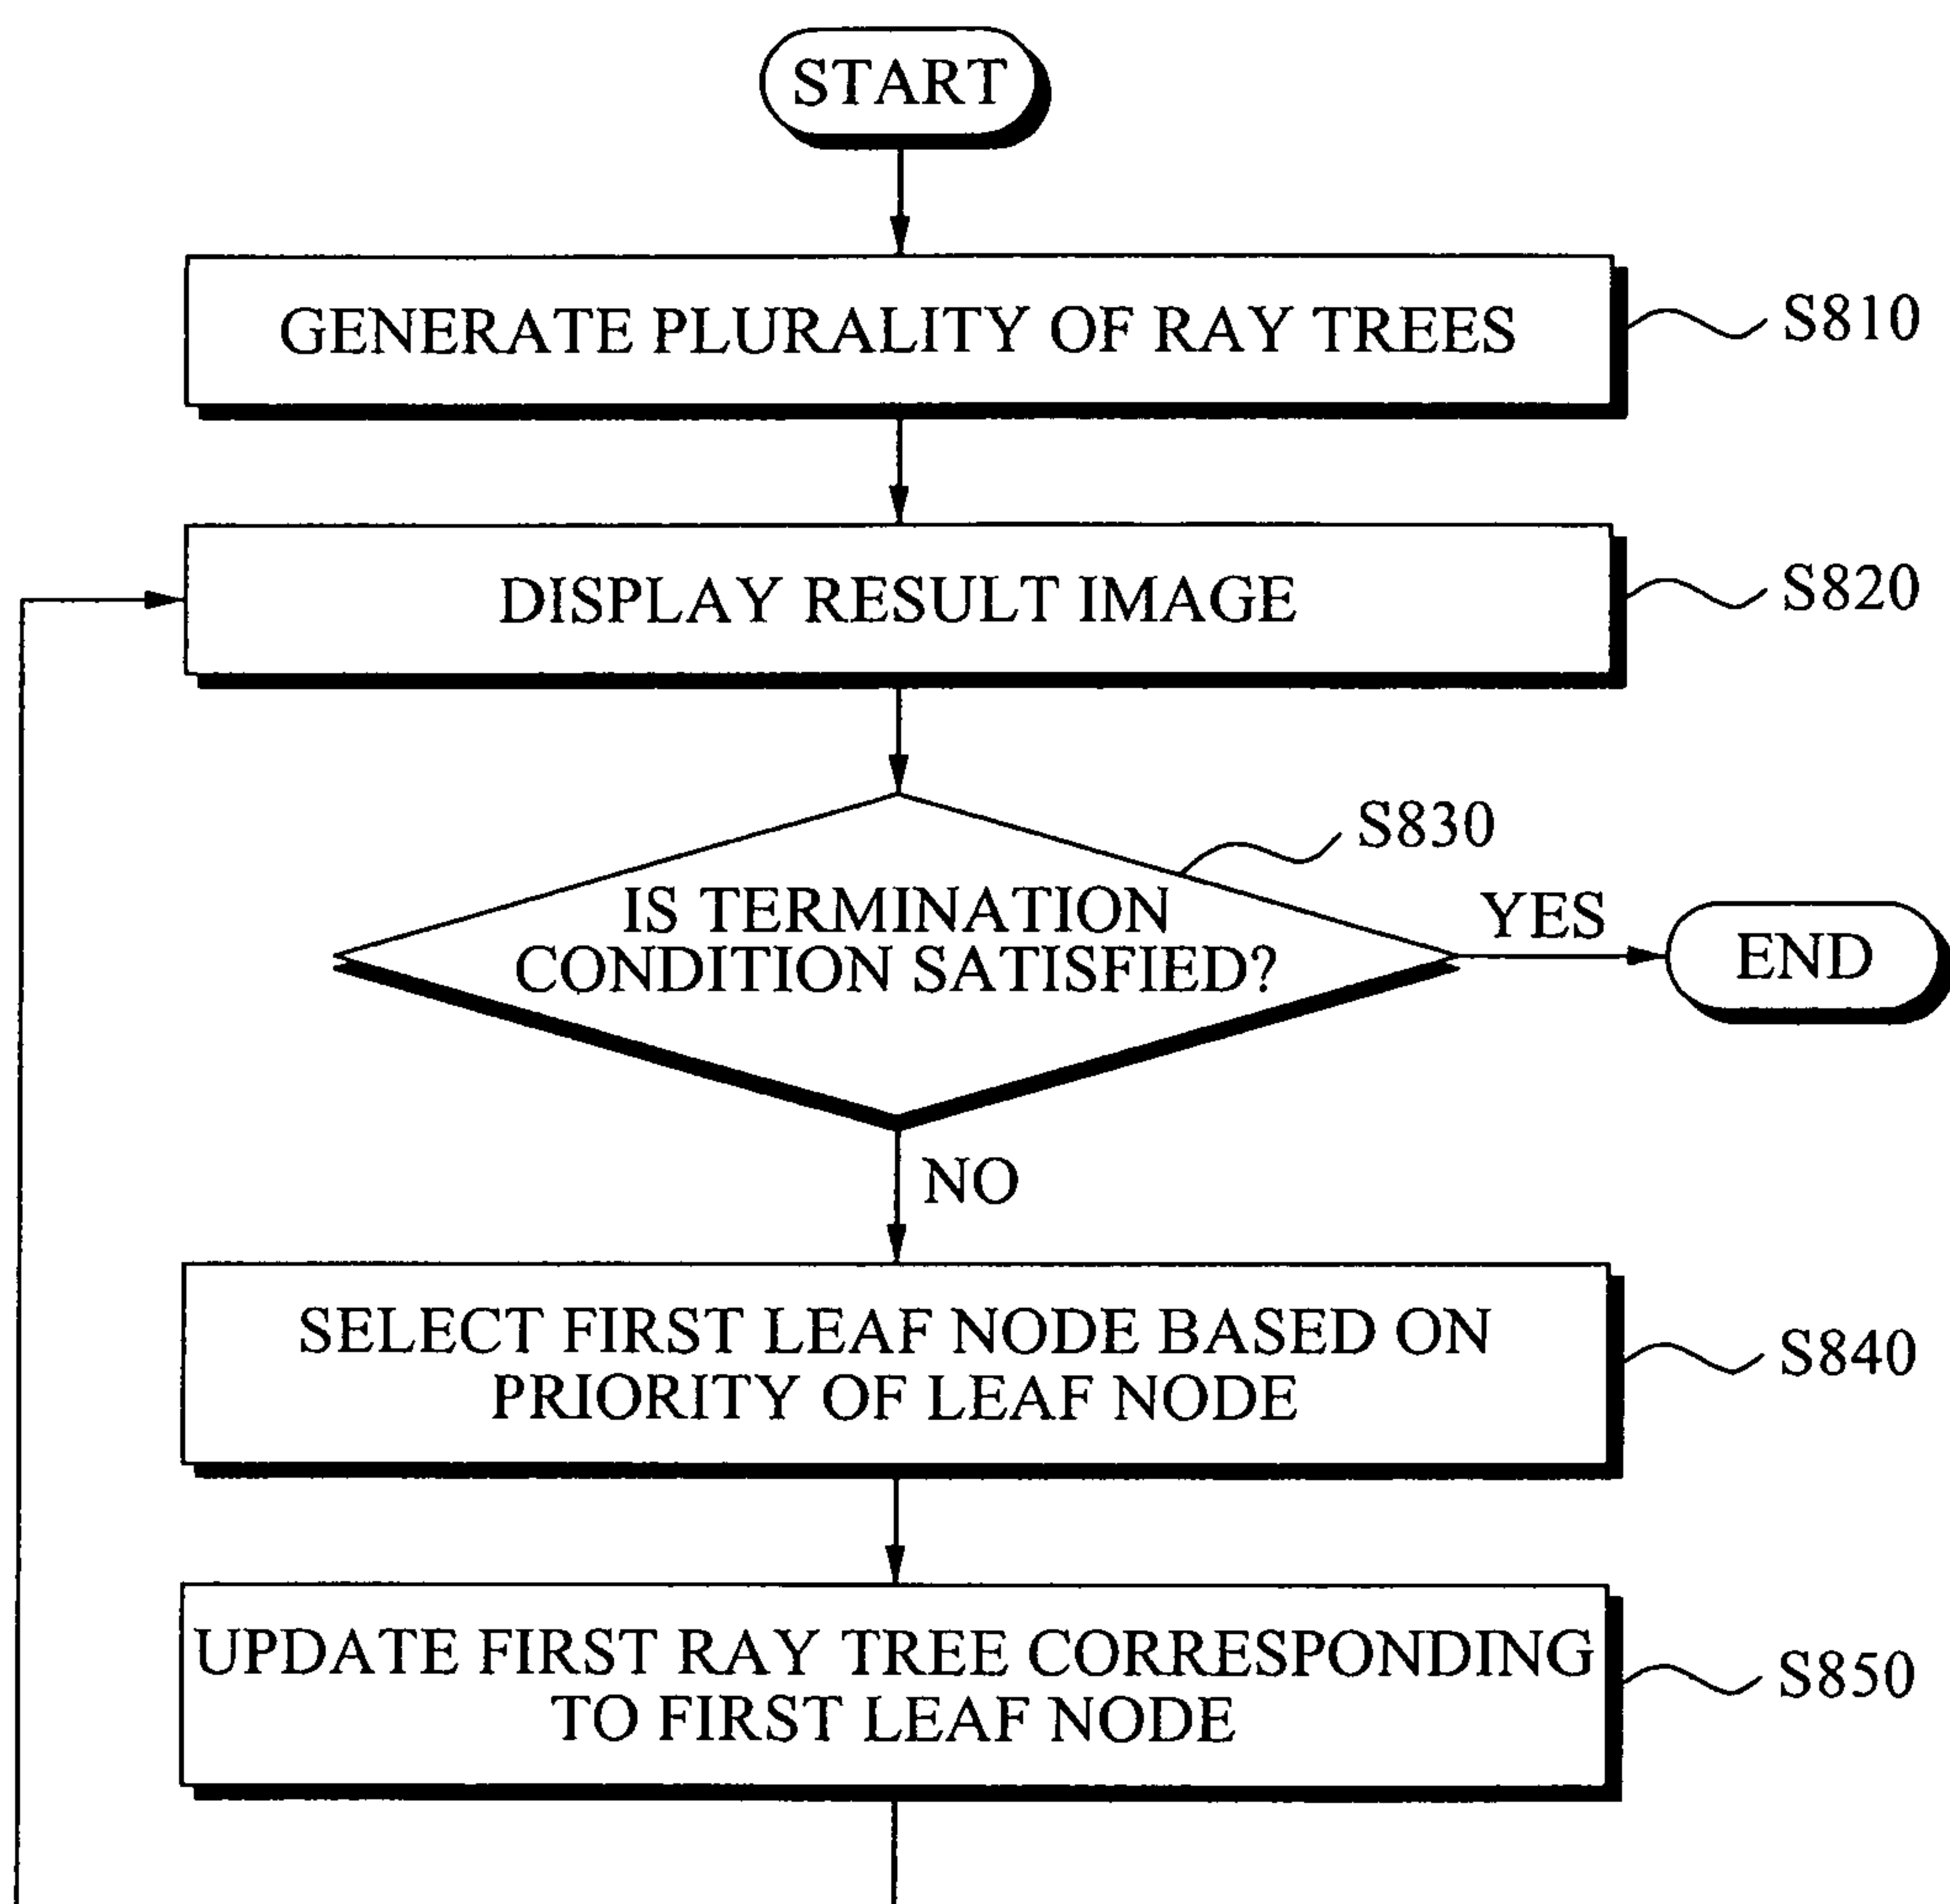 START
GENERATE PLURALITY OF RAY TREES
S810
DISPLAY RESULT IMAGE
S820
S830
IS TERMINATION
CONDITION SATISFIED?
YES
END
NO
SELECT FIRST LEAF NODE BASED ON
PRIORITY OF LEAF NODE
S840
UPDATE FIRST RAY TREE CORRESPONDING
TO FIRST LEAF NODE
S850